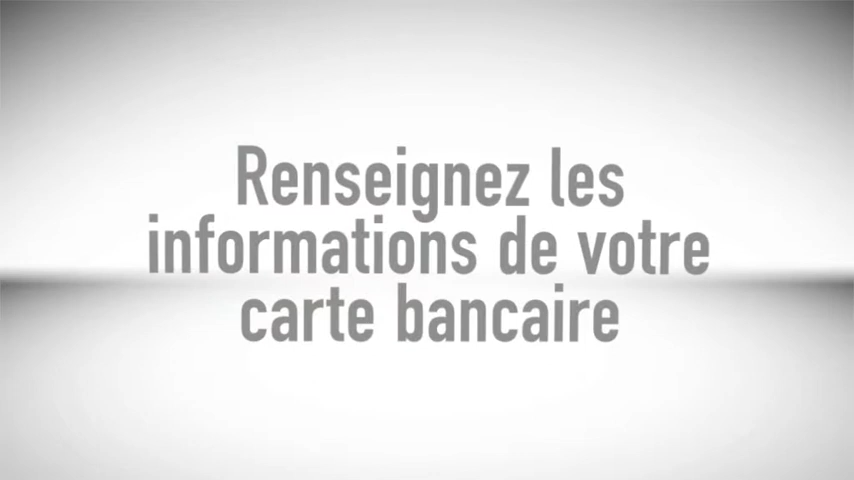 Renseignez les
informations de votre
carte bancaire